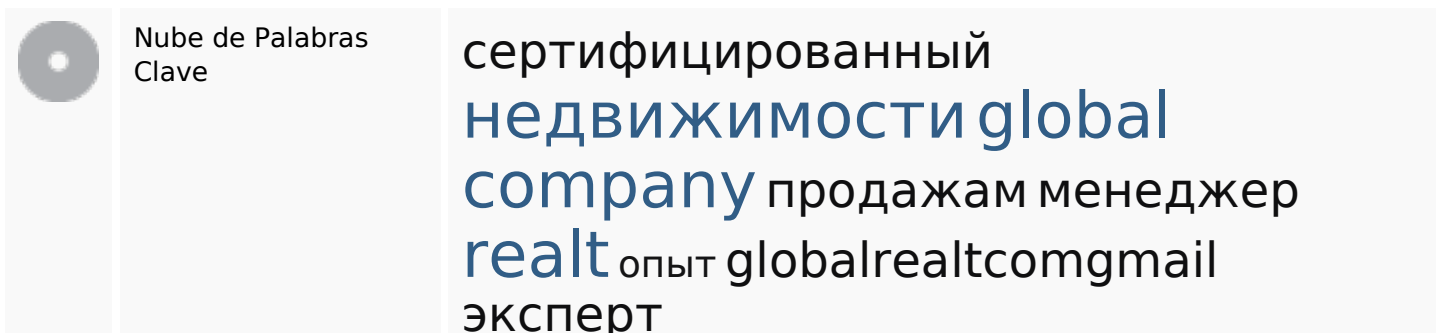 Nube de Palabras
Clave
сертифицированный
недвижимости global
company продажам менеджер
realt опыт globalrealtcomgmail
эксперт